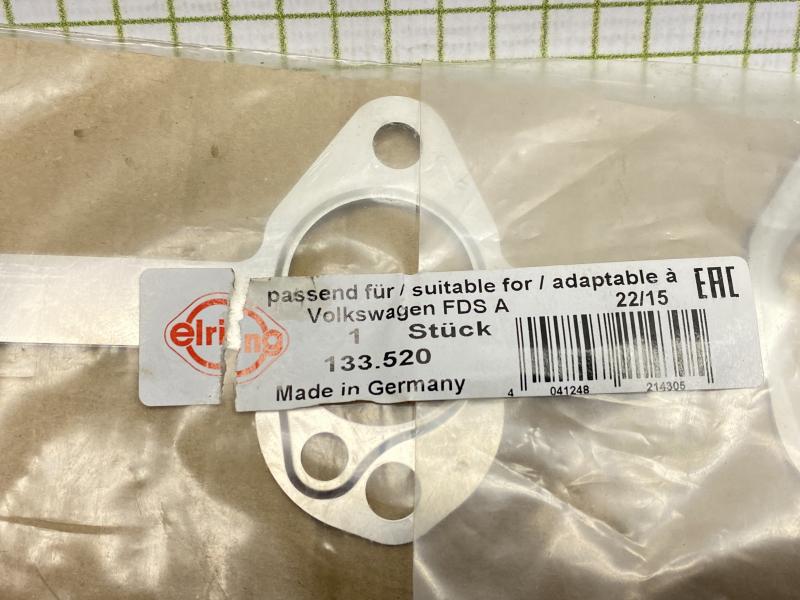 elring
passend für / suitable for / adaptable à
Volkswagen FDS A
22/15
EAC
1 Stück
133.520
Made in Germany
4 041248 214305